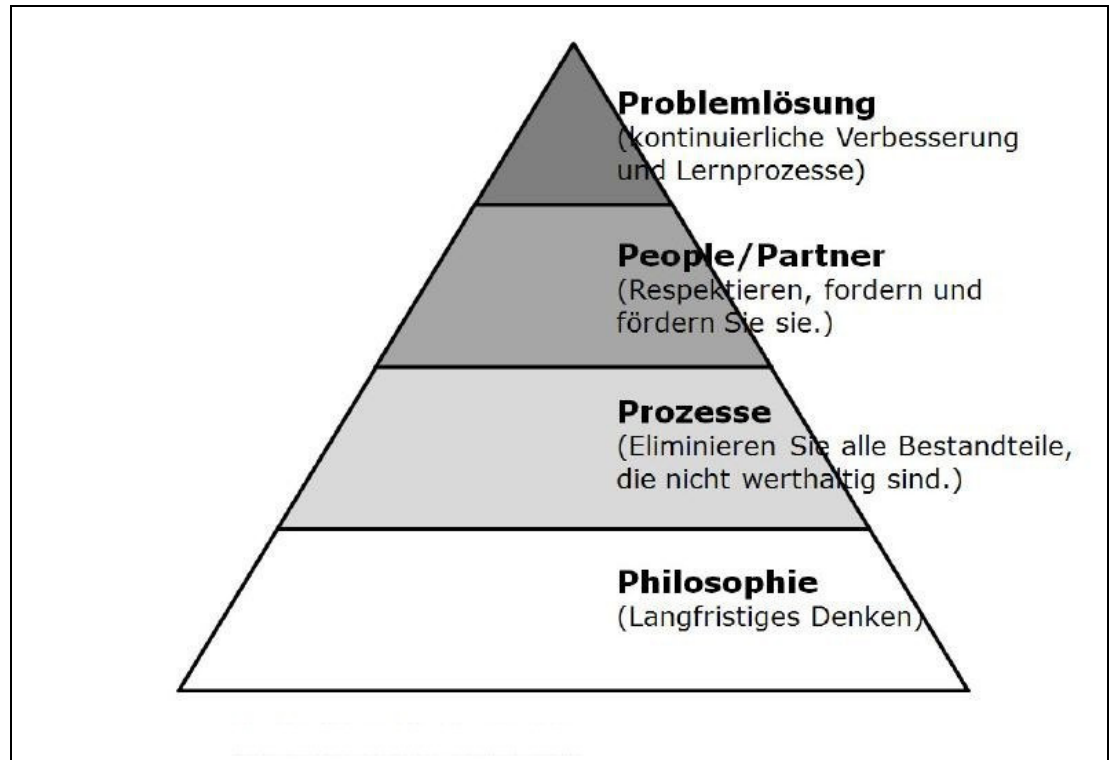 Problemlösung
(kontinuierliche Verbesserung
und Lernprozesse)
People/Partner
(Respektieren, fordern und
fördern Sie sie.)
Prozesse
(Eliminieren Sie alle Bestandteile,
die nicht werthaltig sind.)
Philosophie
(Langfristiges Denken)